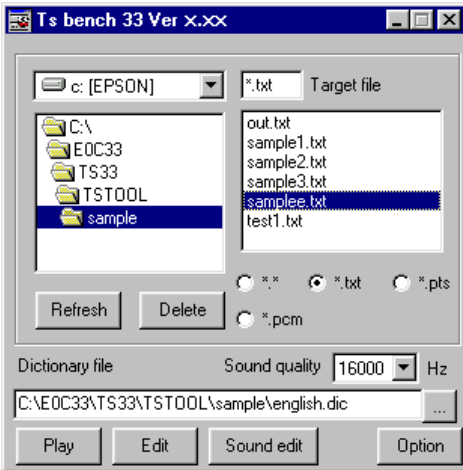 Ts bench 33 Ver x.xx
c: [EPSON]
*.txt Target file
C:\
E0C33
TS33
TSTOOL
sample
out.txt
sample1.txt
sample2.txt
sample3.txt
samplee.txt
test1.txt
*.* *.txt *.pts
*.pcm
Refresh Delete
Dictionary file Sound quality 16000 Hz
C:\E0C33\TS33\TSTOOL\sample\english.dic ...
Play Edit Sound edit Option